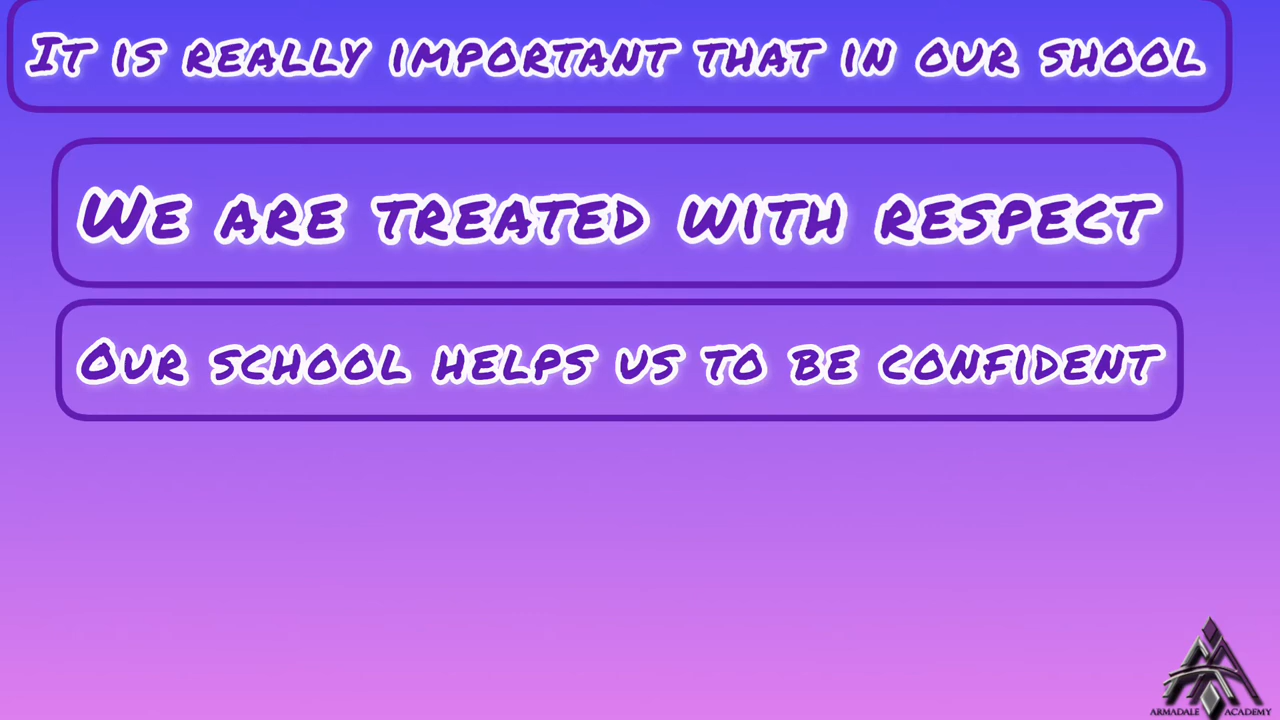 It is really important that in our shool
We are treated with respect
Our school helps us to be confident
ARMADALE ACADEMY